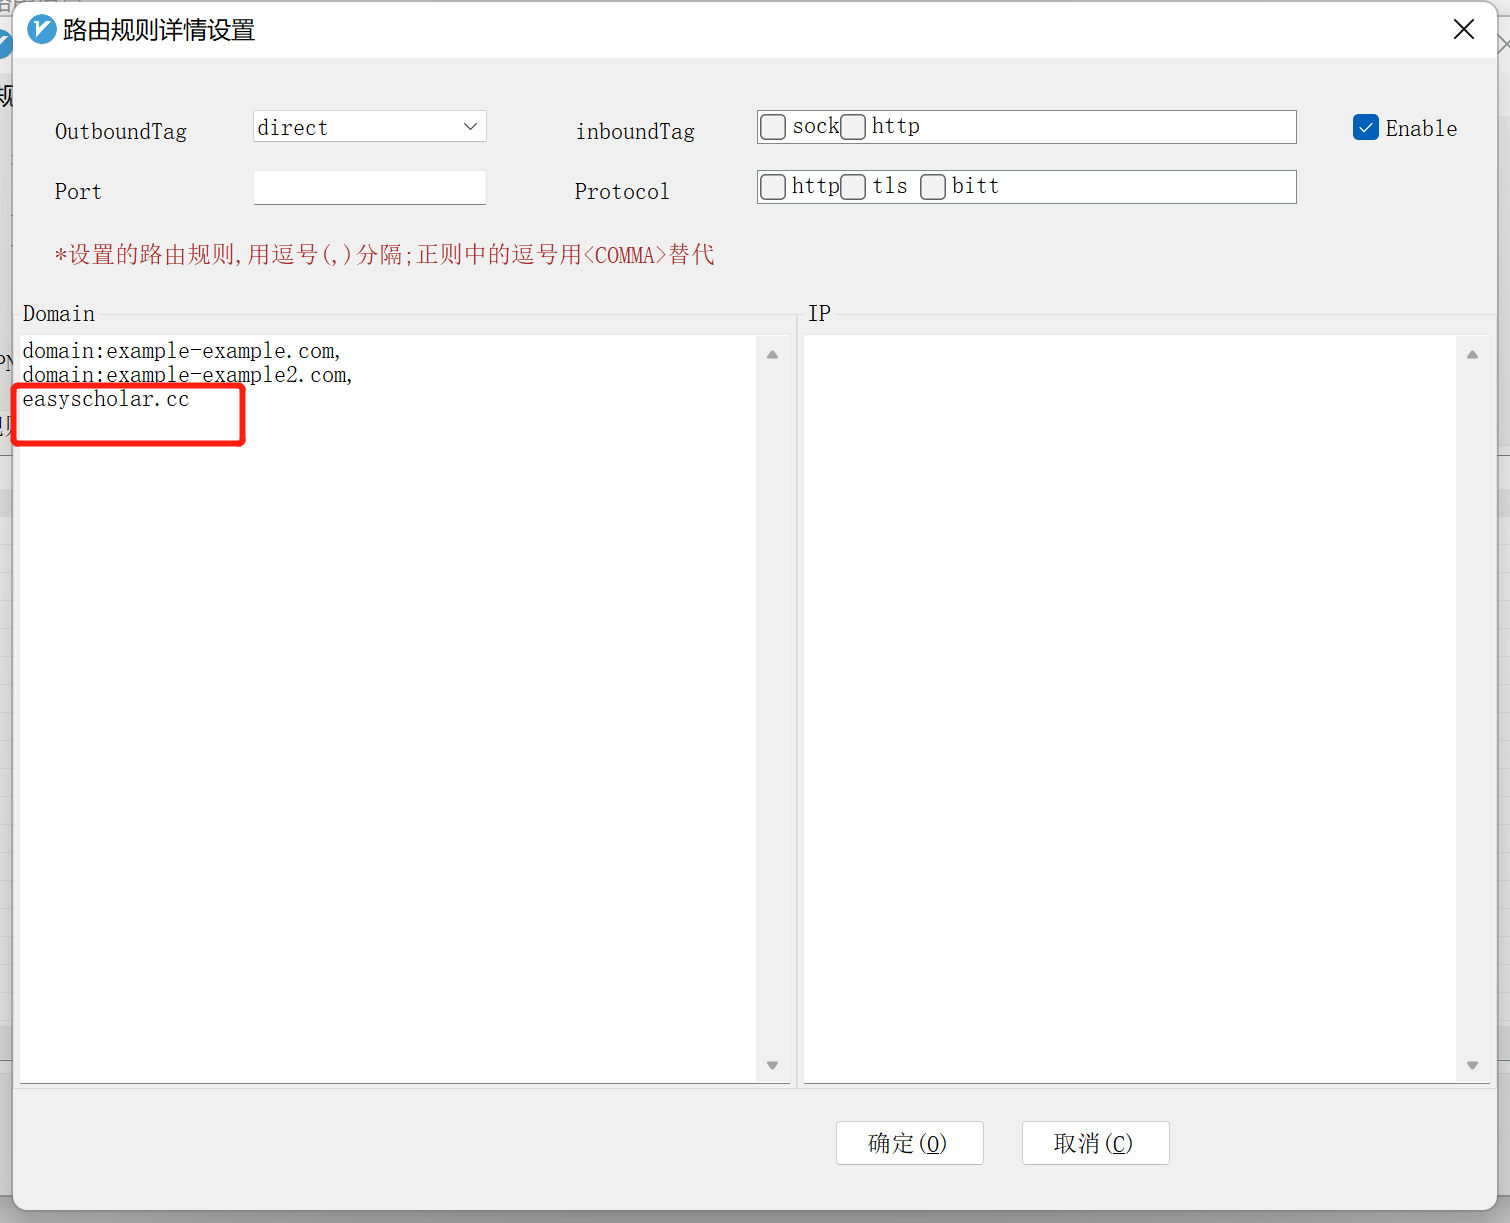 路由规则详情设置
OutboundTag direct inboundTag sock http Enable
Port Protocol http tls bitt
*设置的路由规则,用逗号(,)分隔;正则中的逗号用<COMMA>替代
Domain IP
domain:example-example.com,
domain:example-example2.com,
easyscholar.cc
确定(O) 取消(C)